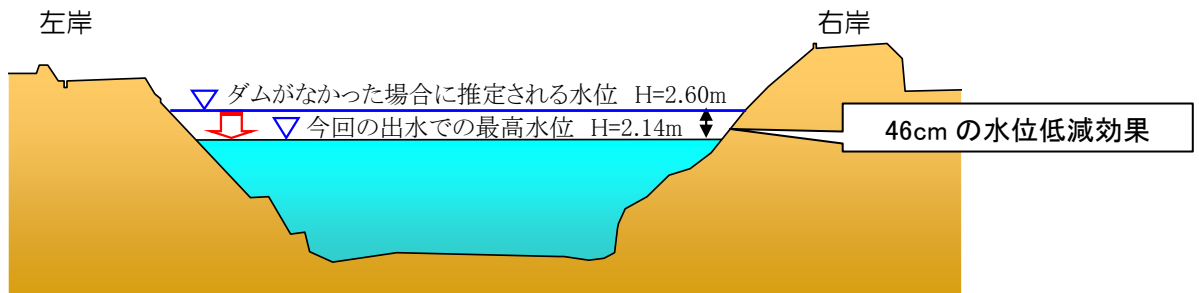 左岸
右岸
ダムがなかった場合に推定される水位 H=2.60m
今回の出水での最高水位 H=2.14m
46cm の水位低減効果